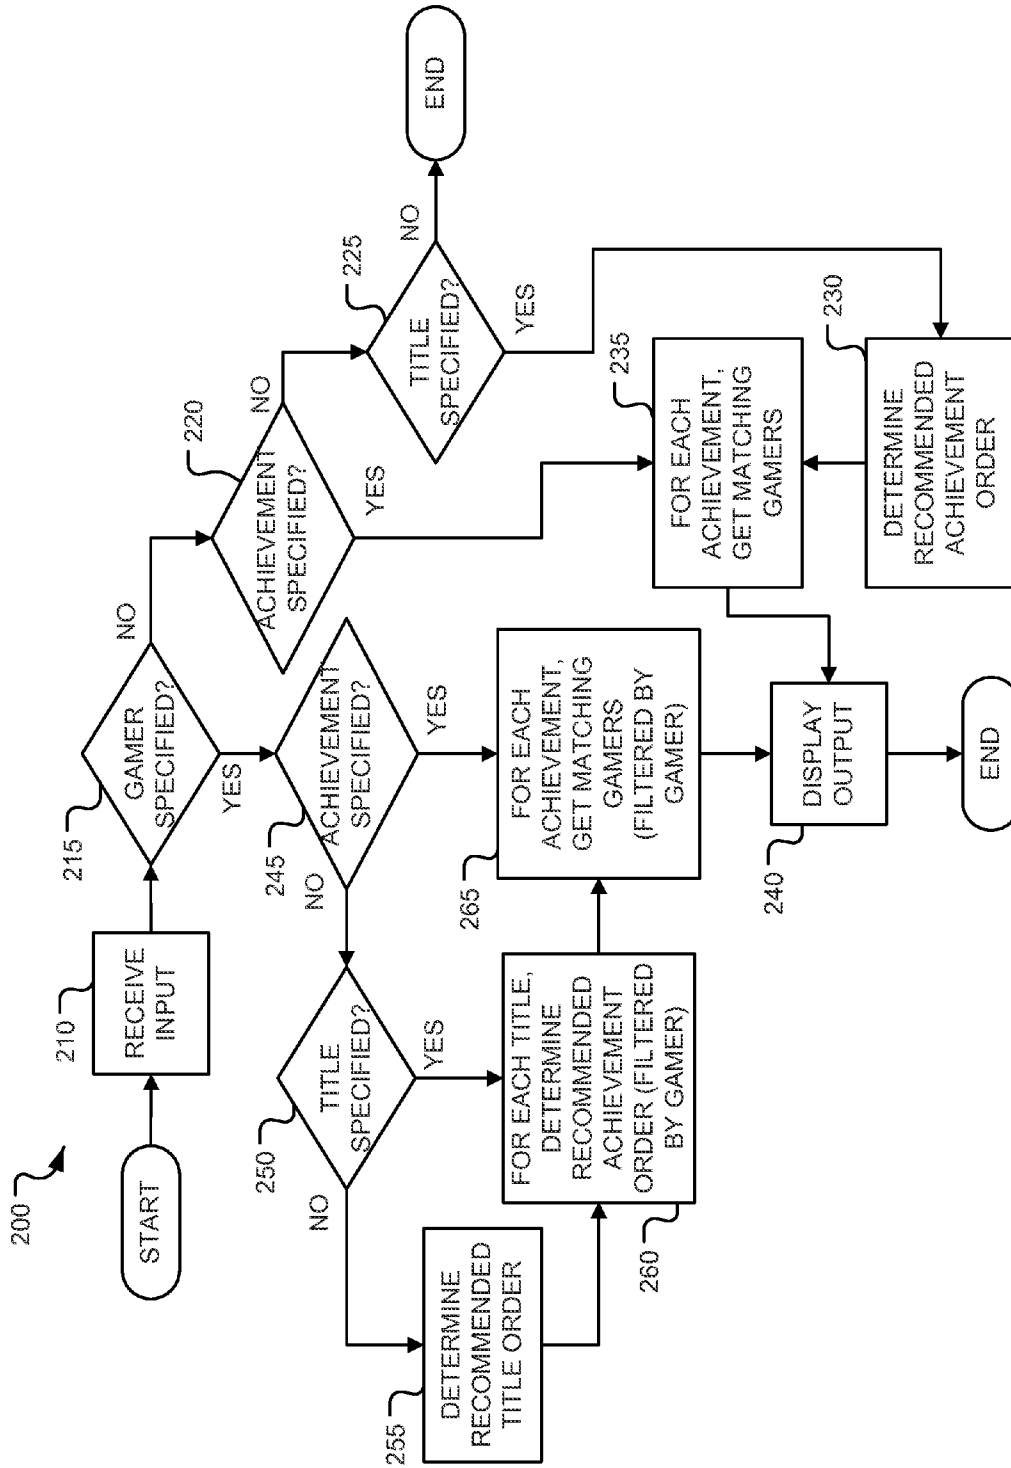 200
START
210
RECEIVE
INPUT
215
GAMER
SPECIFIED?
NO
YES
220
ACHIEVEMENT
SPECIFIED?
NO
YES
225
TITLE
SPECIFIED?
NO
YES
END
245
ACHIEVEMENT
SPECIFIED?
NO
YES
250
TITLE
SPECIFIED?
NO
YES
255
DETERMINE
RECOMMENDED
TITLE ORDER
260
FOR EACH TITLE,
DETERMINE
RECOMMENDED
ACHIEVEMENT
ORDER (FILTERED
BY GAMER)
265
FOR EACH
ACHIEVEMENT,
GET MATCHING
GAMERS
(FILTERED BY
GAMER)
235
FOR EACH
ACHIEVEMENT,
GET MATCHING
GAMERS
230
DETERMINE
RECOMMENDED
ACHIEVEMENT
ORDER
240
DISPLAY
OUTPUT
END